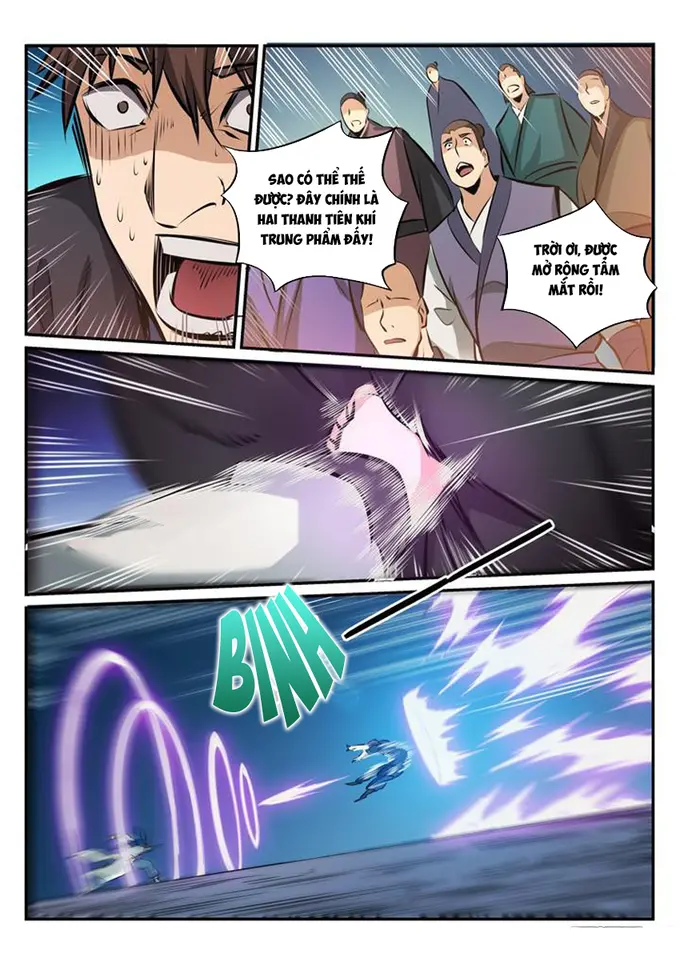 SAO CÓ THỂ THẾ
ĐƯỢC? ĐÂY CHÍNH LÀ
HAI THANH TIÊN KHÍ
TRUNG PHẨM ĐẤY!
TRỜI ƠI, ĐƯỢC
MỞ RỘNG TẦM
MẮT RỒI!
BINH